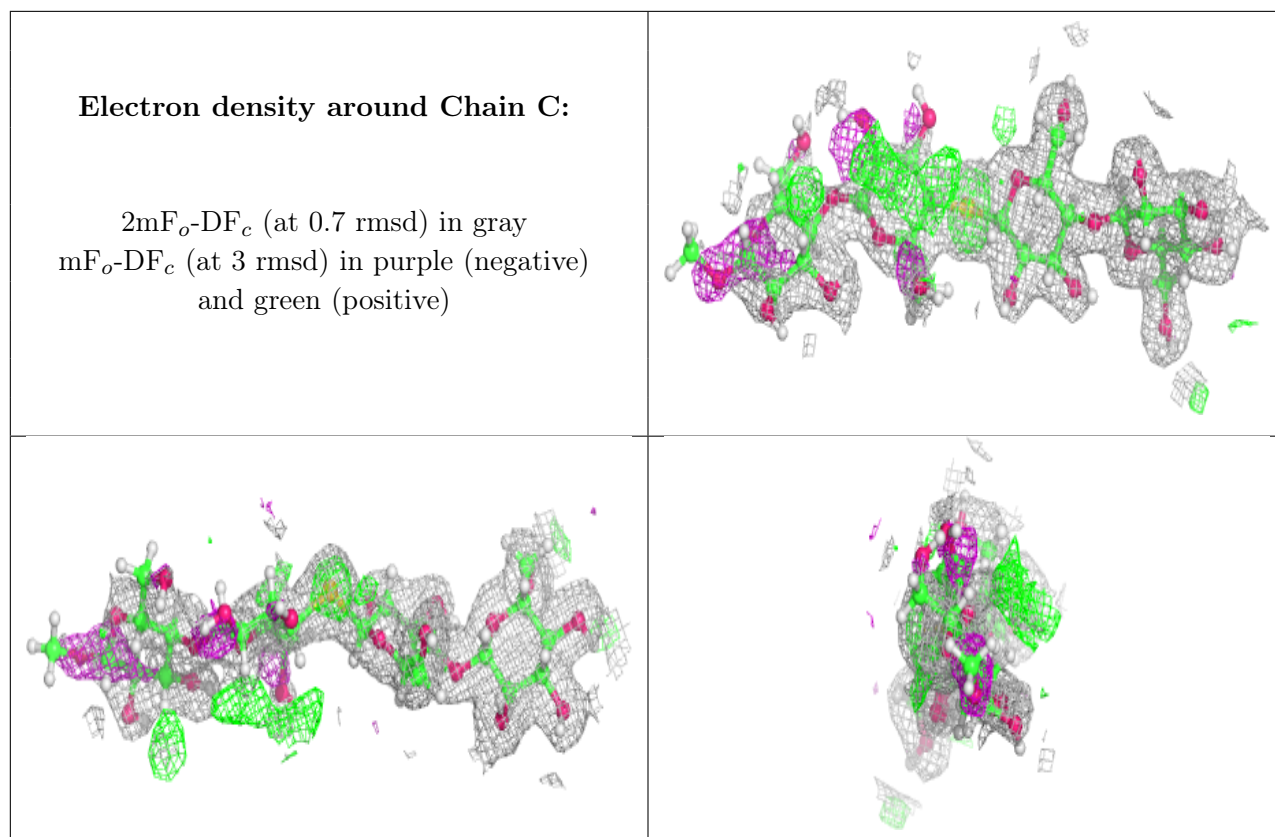 Electron density around Chain C:
2mFo-DFc (at 0.7 rmsd) in gray
mFo-DFc (at 3 rmsd) in purple (negative)
and green (positive)